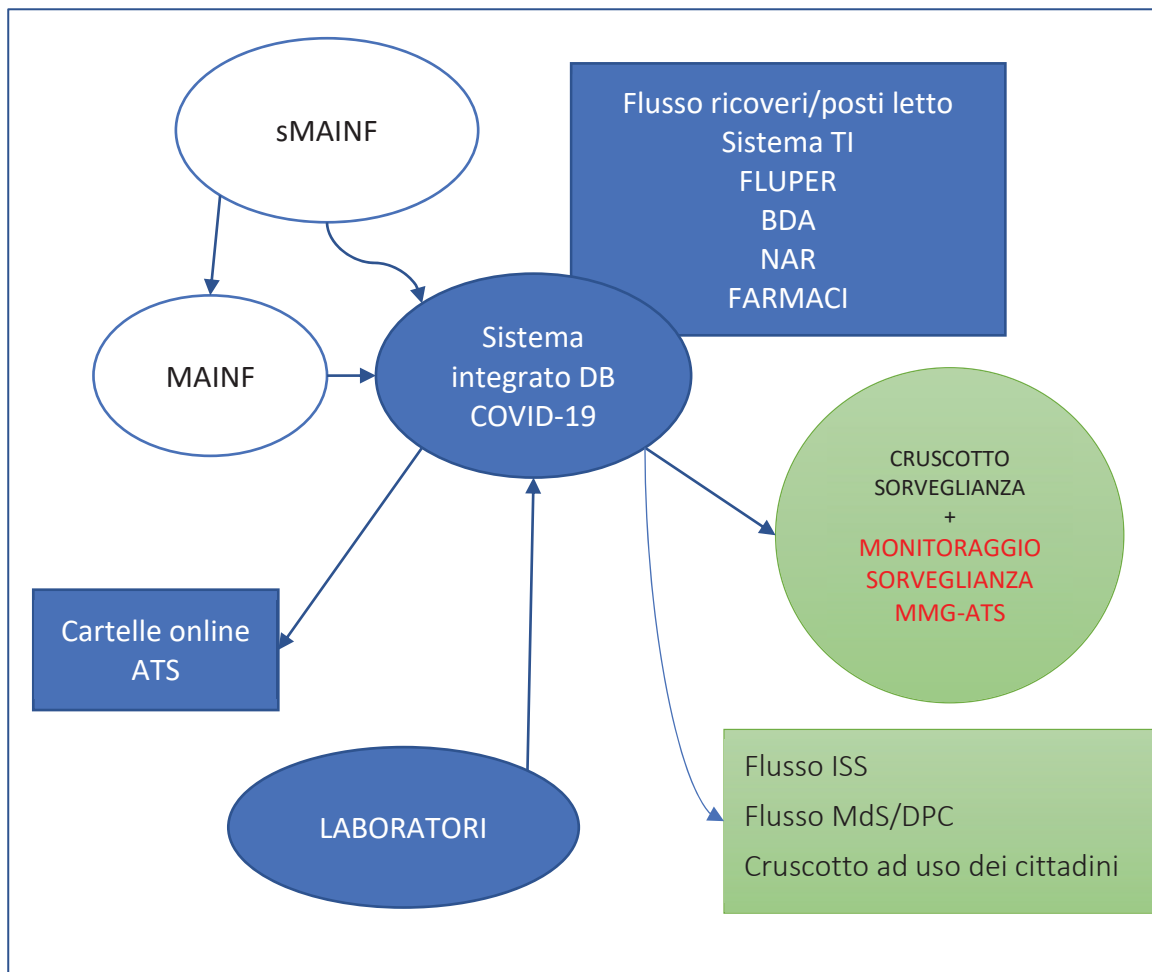 sMAINF
Flusso ricoveri/posti letto
Sistema TI
FLUPER
BDA
NAR
FARMACI
MAINF
Sistema
integrato DB
COVID-19
CRUSCOTTO
SORVEGLIANZA
+
MONITORAGGIO
SORVEGLIANZA
MMG-ATS
Cartelle online
ATS
LABORATORI
Flusso ISS
Flusso MdS/DPC
Cruscotto ad uso dei cittadini